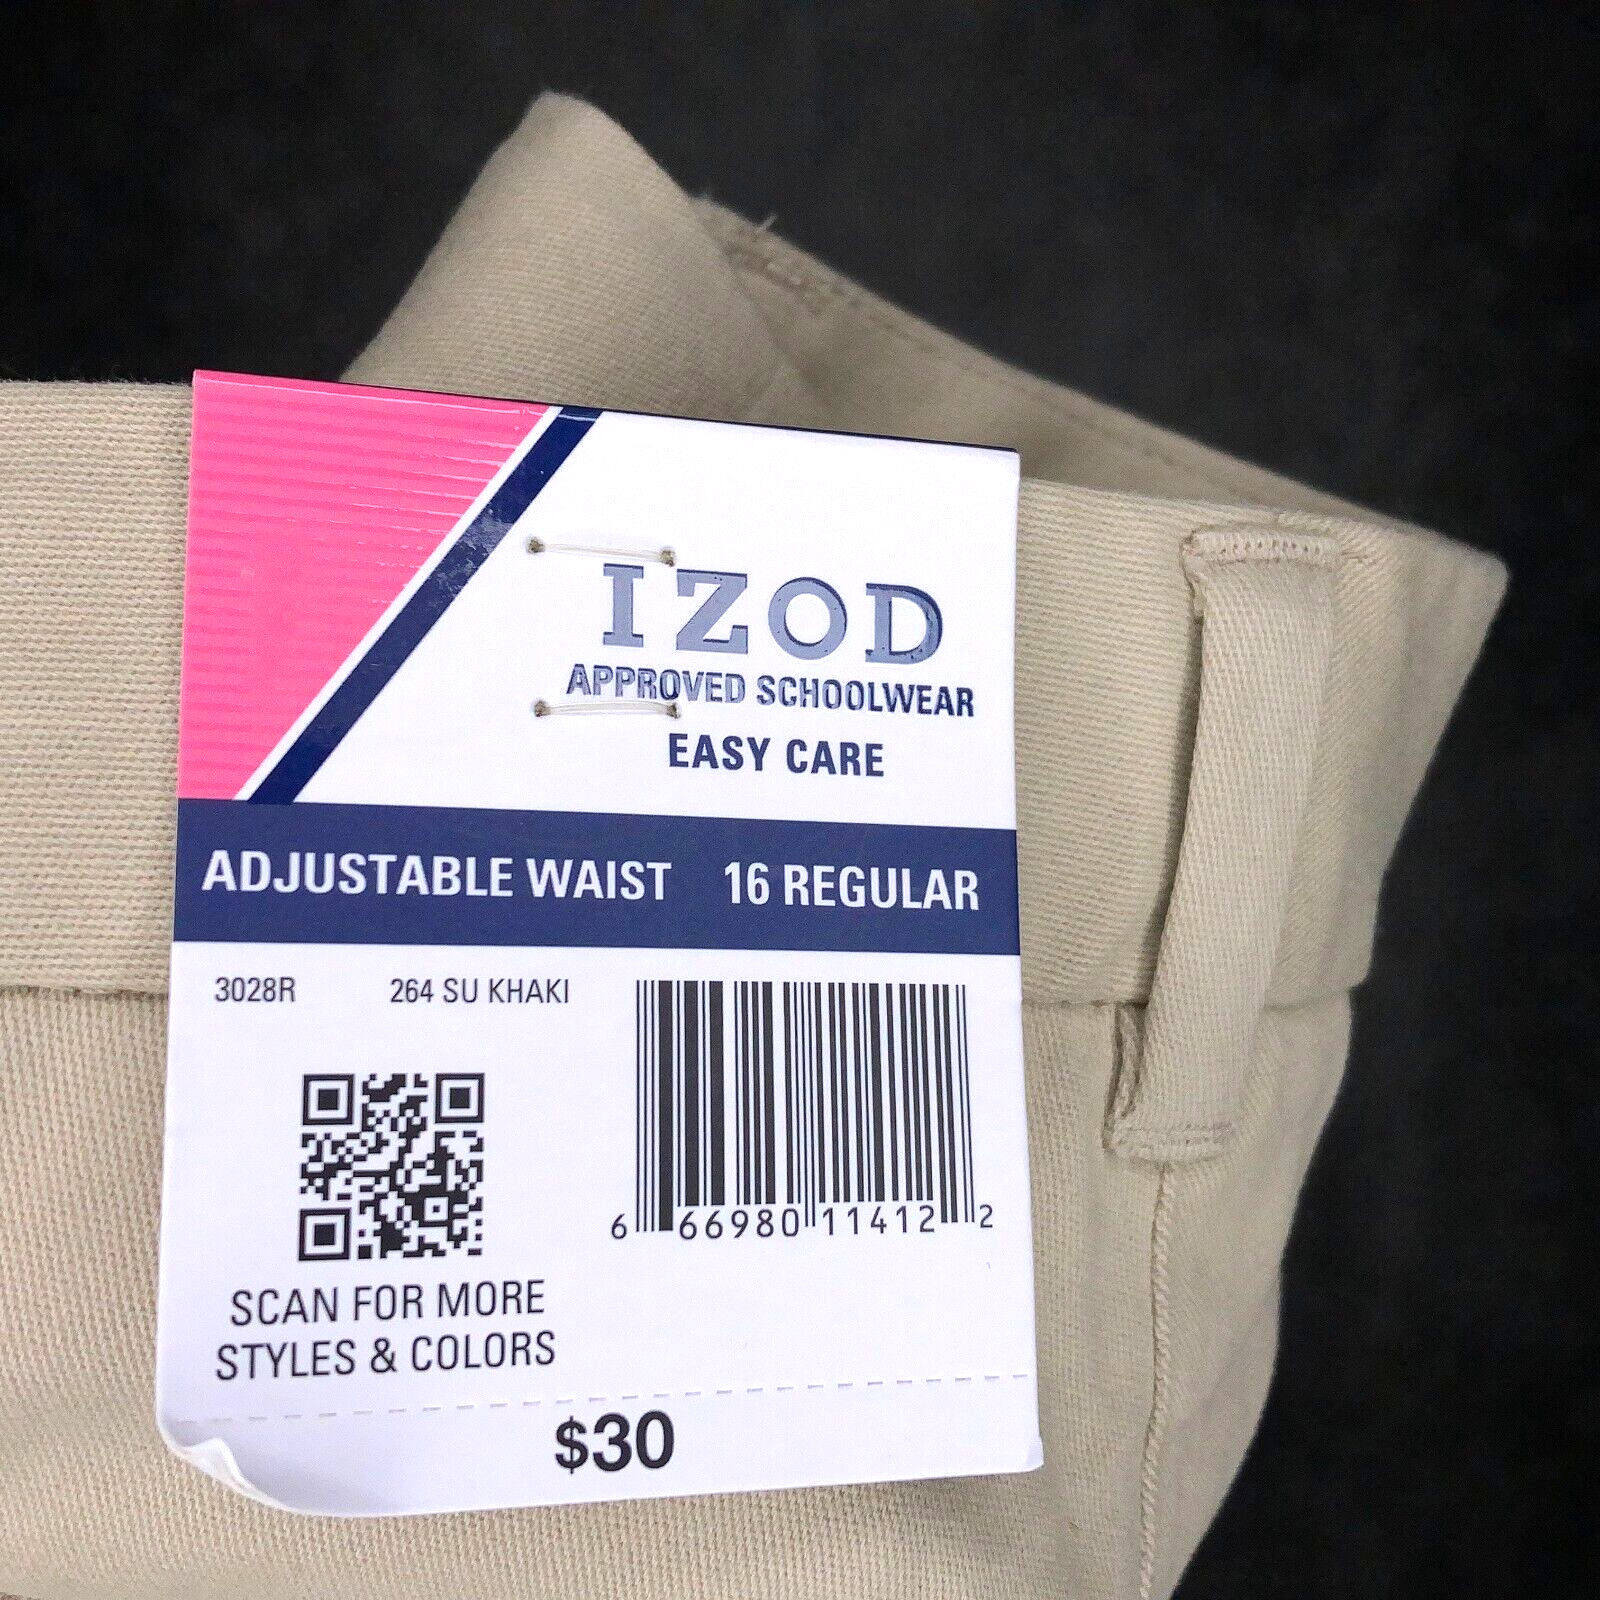 IZOD
APPROVED SCHOOLWEAR
EASY CARE
ADJUSTABLE WAIST 16 REGULAR
3028R 264 SU KHAKI
6 66980 11412 2
SCAN FOR MORE
STYLES & COLORS
$30